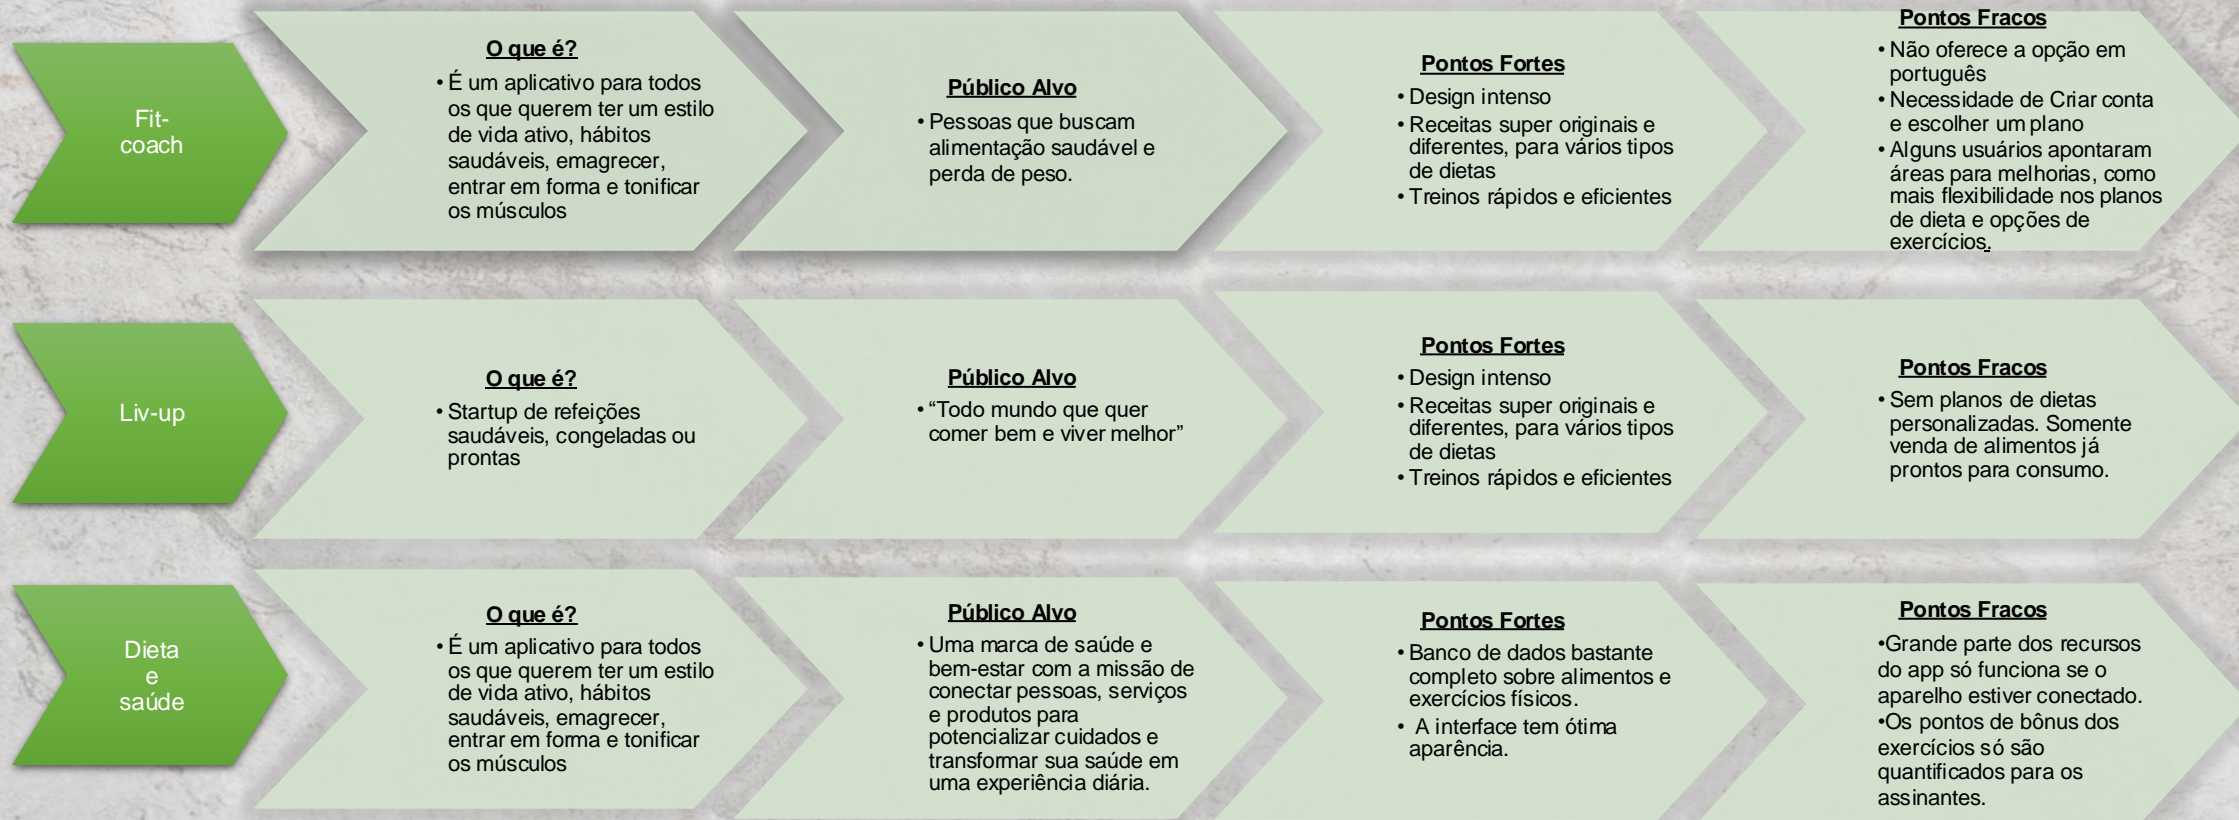 Fit-
coach
O que é?
• É um aplicativo para todos
os que querem ter um estilo
de vida ativo, hábitos
saudáveis, emagrecer,
entrar em forma e tonificar
os músculos
Público Alvo
• Pessoas que buscam
alimentação saudável e
perda de peso.
Pontos Fortes
• Design intenso
• Receitas super originais e
diferentes, para vários tipos
de dietas
• Treinos rápidos e eficientes
Pontos Fracos
• Não oferece a opção em
português
• Necessidade de Criar conta
e escolher um plano
• Alguns usuários apontaram
áreas para melhorias, como
mais flexibilidade nos planos
de dieta e opções de
exercícios.
Liv-up
O que é?
• Startup de refeições
saudáveis, congeladas ou
prontas
Público Alvo
• “Todo mundo que quer
comer bem e viver melhor”
Pontos Fortes
• Design intenso
• Receitas super originais e
diferentes, para vários tipos
de dietas
• Treinos rápidos e eficientes
Pontos Fracos
• Sem planos de dietas
personalizadas. Somente
venda de alimentos já
prontos para consumo.
Dieta
e
saúde
O que é?
• É um aplicativo para todos
os que querem ter um estilo
de vida ativo, hábitos
saudáveis, emagrecer,
entrar em forma e tonificar
os músculos
Público Alvo
• Uma marca de saúde e
bem-estar com a missão de
conectar pessoas, serviços
e produtos para
potencializar cuidados e
transformar sua saúde em
uma experiência diária.
Pontos Fortes
• Banco de dados bastante
completo sobre alimentos e
exercícios físicos.
• A interface tem ótima
aparência.
Pontos Fracos
•Grande parte dos recursos
do app só funciona se o
aparelho estiver conectado.
•Os pontos de bônus dos
exercícios só são
quantificados para os
assinantes.